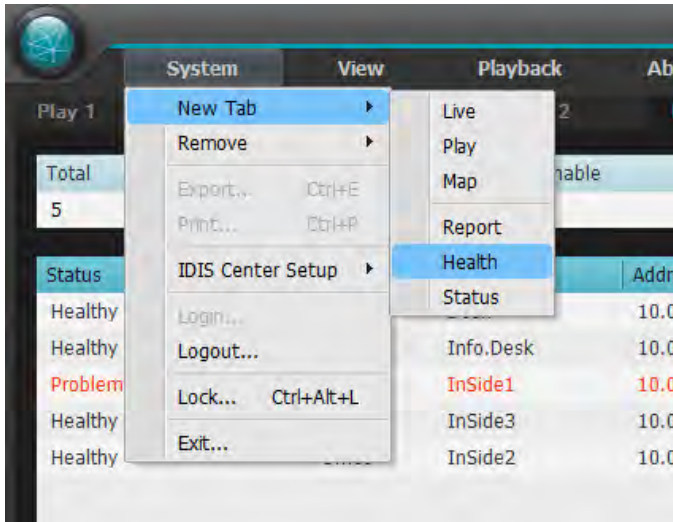 System View Playback Ab
Play 1 New Tab Live 2
Remove Play
Total Map nable
5 Export... Ctrl+E
Print... Ctrl+P Report
Status IDIS Center Setup Health Addr
Healthy Status 10.0
Login...
Healthy Logout... Info.Desk 10.0
Problem InSide1 10.0
Lock... Ctrl+Alt+L
Healthy InSide3 10.0
Exit...
Healthy InSide2 10.0